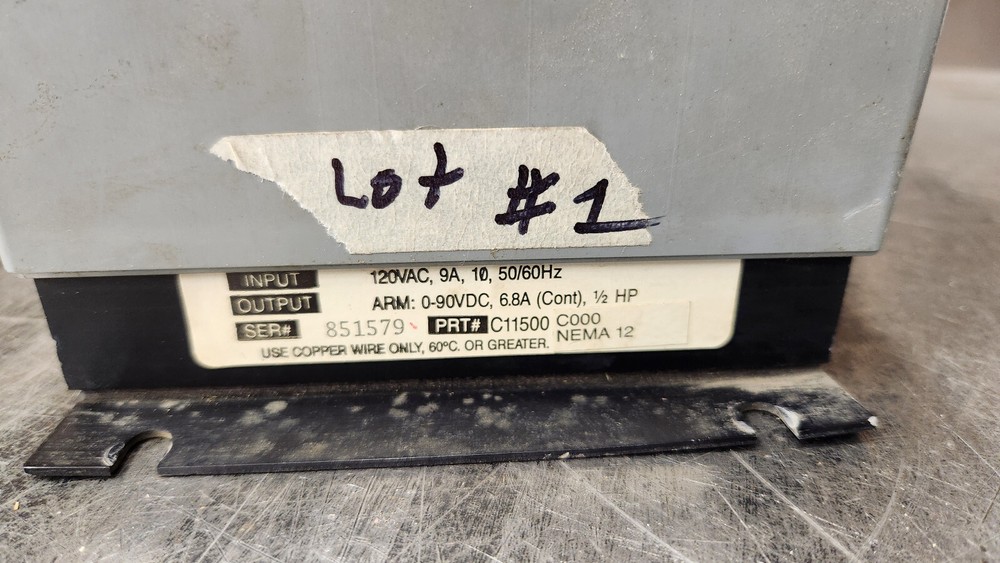 Lot #1
INPUT 120VAC, 9A, 1Ø, 50/60Hz
OUTPUT ARM: 0-90VDC, 6.8A (Cont), ½ HP
SER# 851579 PRT# C11500 C000
NEMA 12
USE COPPER WIRE ONLY, 60ºC. OR GREATER.